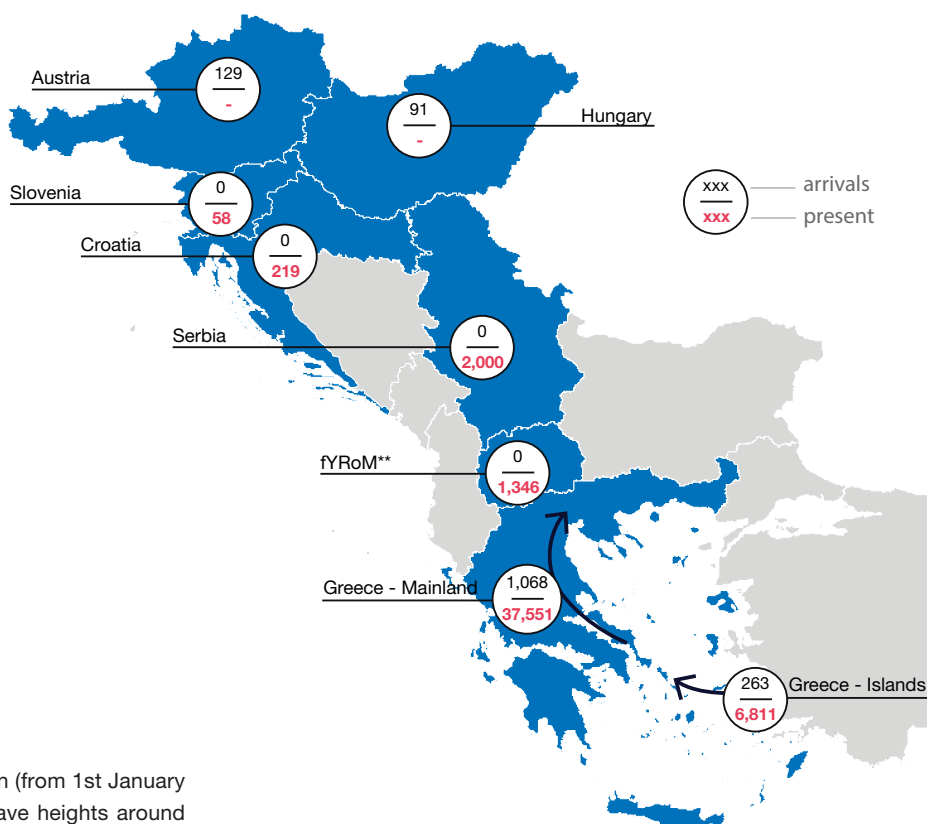 Austria
129
-
91
-
Hungary
Slovenia
0
58
xxx
xxx
arrivals
present
Croatia
0
219
Serbia
0
2,000
fYRoM**
0
1,346
Greece - Mainland
1,068
37,551
263
6,811
Greece - Islands
n (from 1st January
ave heights around